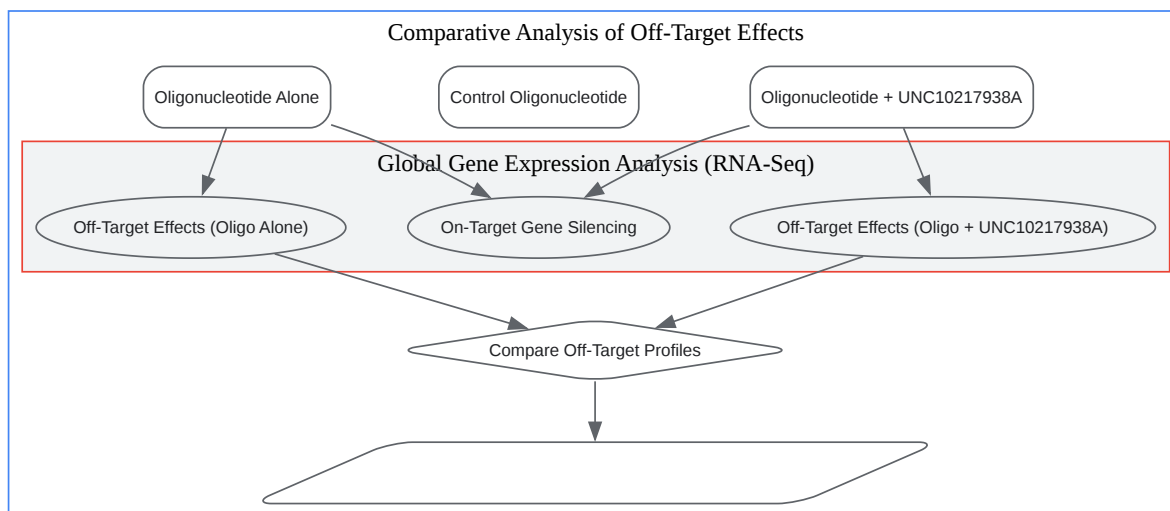 Comparative Analysis of Off-Target Effects
Oligonucleotide Alone
Control Oligonucleotide
Oligonucleotide + UNC10217938A
Global Gene Expression Analysis (RNA-Seq)
Off-Target Effects (Oligo Alone)
On-Target Gene Silencing
Off-Target Effects (Oligo + UNC10217938A)
Compare Off-Target Profiles